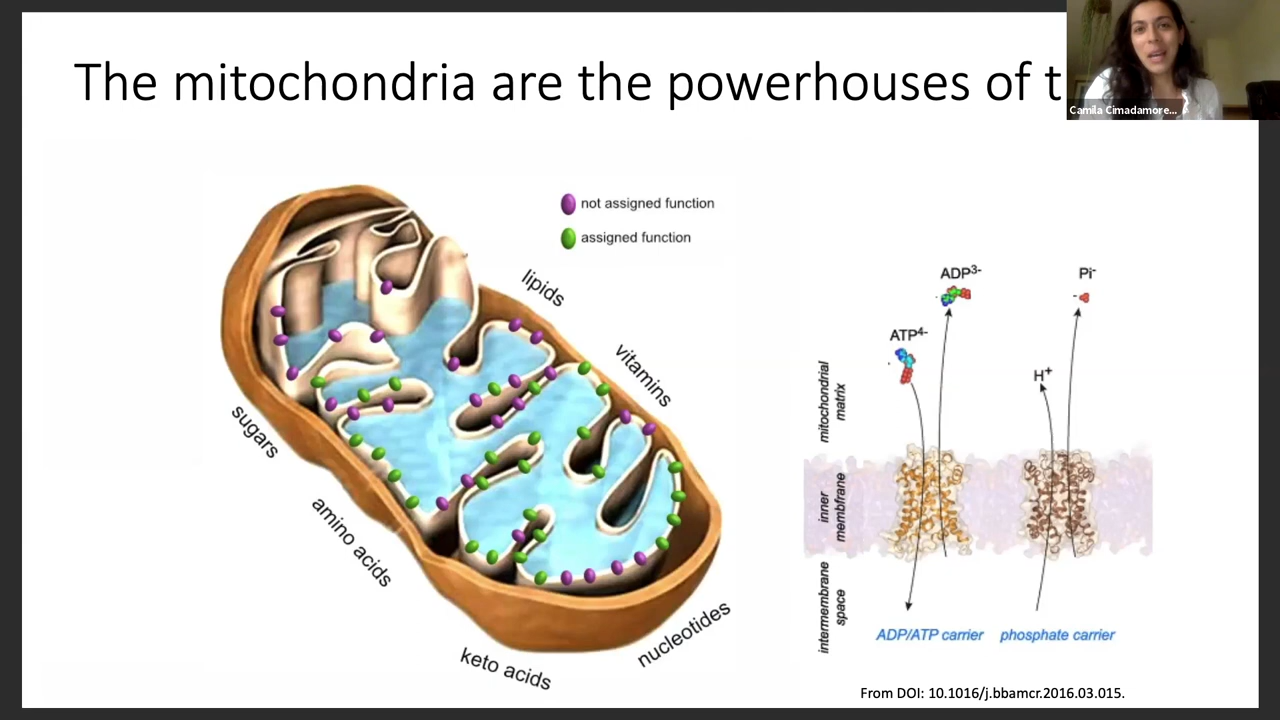 The mitochondria are the powerhouses of t
Camila Cimadamore...
not assigned function
assigned function
lipids
vitamins
sugars
amino acids
keto acids
nucleotides
ADP³⁻
Pi⁻
ATP⁴⁻
H⁺
mitochondrial
matrix
inner
membrane
intermembrane
space
ADP/ATP carrier
phosphate carrier
From DOI: 10.1016/j.bbamcr.2016.03.015.